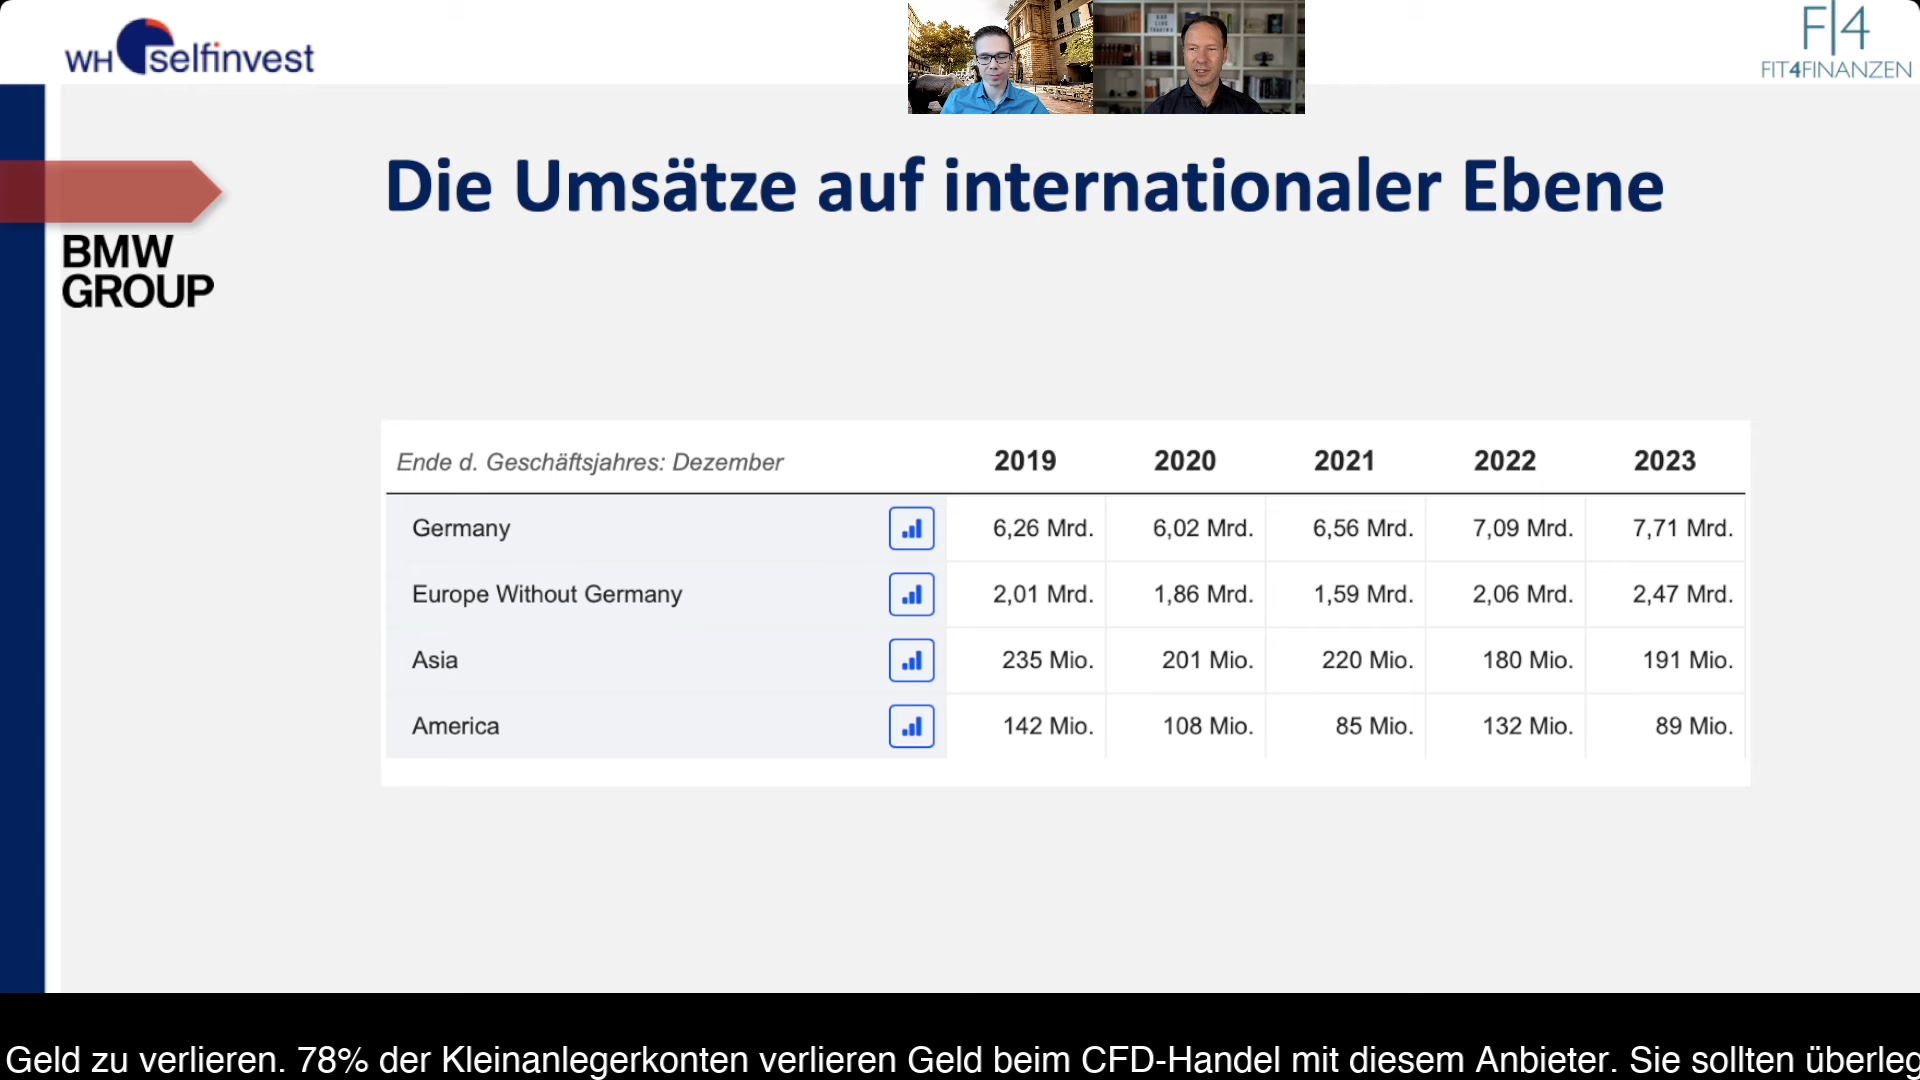 WH selfinvest
F|4
FIT4FINANZEN
Die Umsätze auf internationaler Ebene
BMW
GROUP
Ende d. Geschäftsjahres: Dezember 2019 2020 2021 2022 2023
Germany 6,26 Mrd. 6,02 Mrd. 6,56 Mrd. 7,09 Mrd. 7,71 Mrd.
Europe Without Germany 2,01 Mrd. 1,86 Mrd. 1,59 Mrd. 2,06 Mrd. 2,47 Mrd.
Asia 235 Mio. 201 Mio. 220 Mio. 180 Mio. 191 Mio.
America 142 Mio. 108 Mio. 85 Mio. 132 Mio. 89 Mio.
Geld zu verlieren. 78% der Kleinanlegerkonten verlieren Geld beim CFD-Handel mit diesem Anbieter. Sie sollten überleg